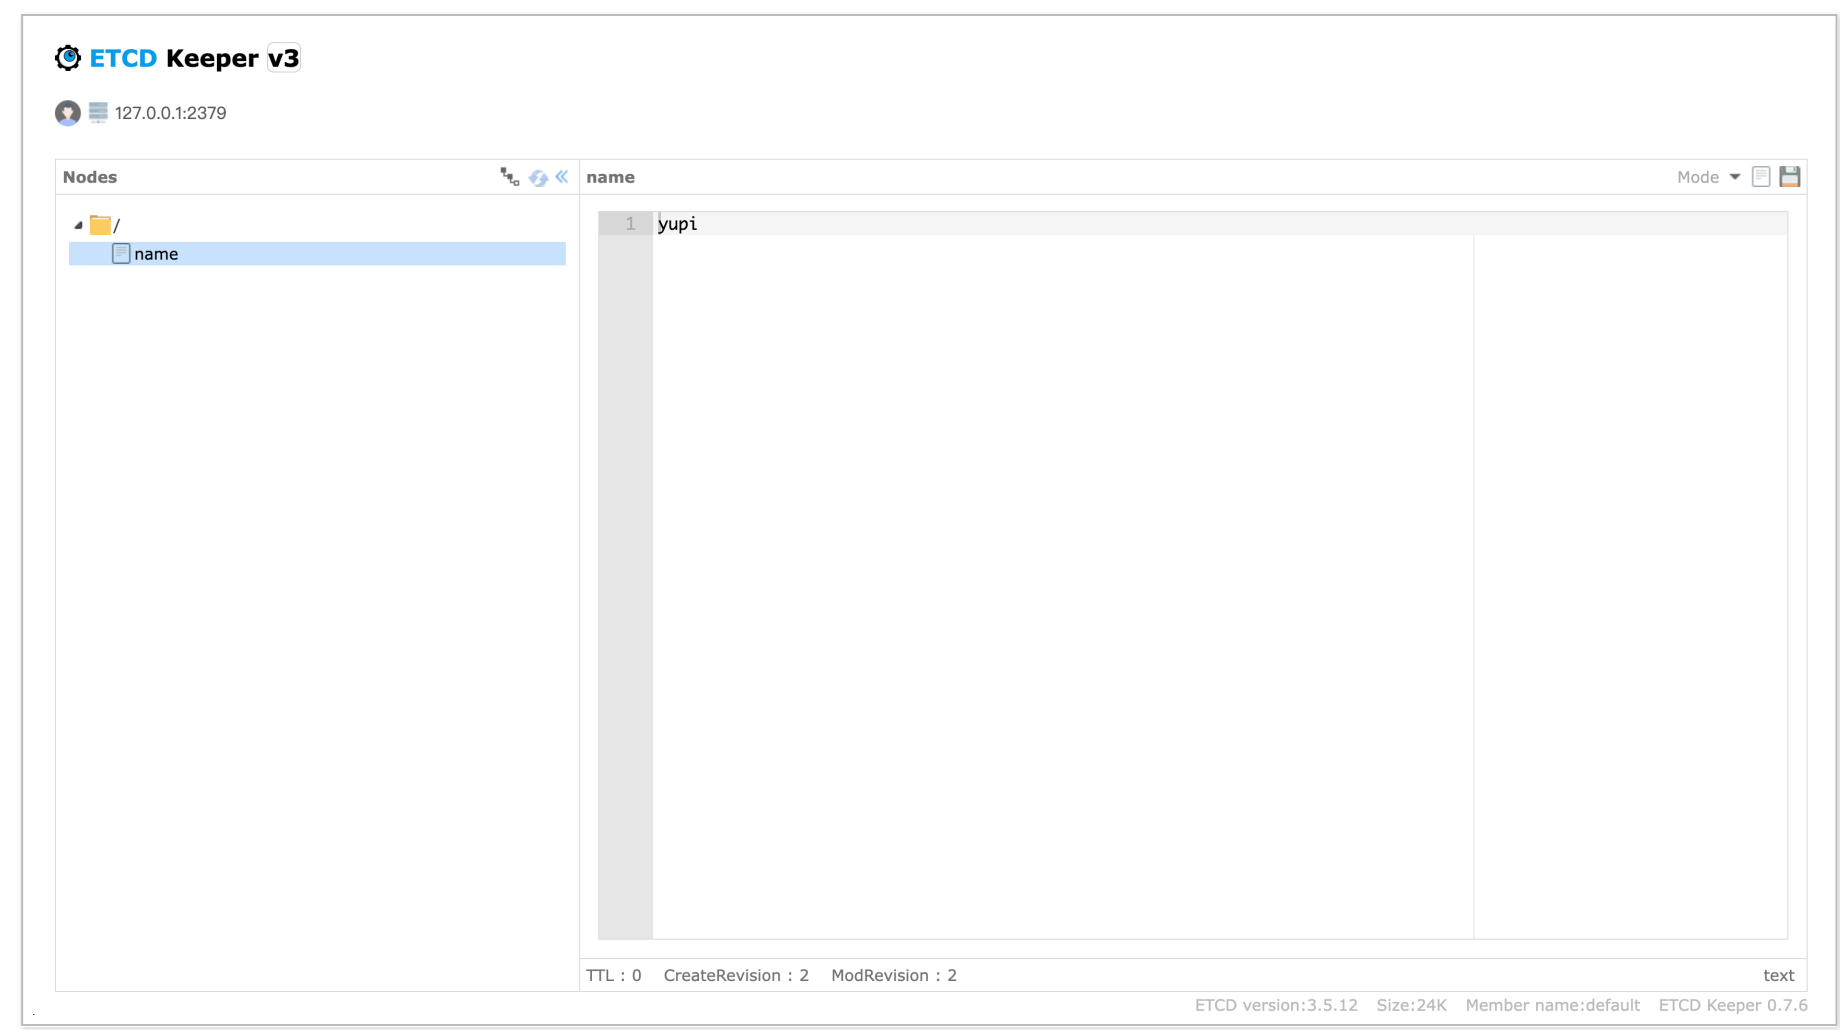 ETCD Keeper v3
127.0.0.1:2379
Nodes
name
Mode
/
name
1 yupi
TTL : 0 CreateRevision : 2 ModRevision : 2 text
ETCD version:3.5.12 Size:24K Member name:default ETCD Keeper 0.7.6